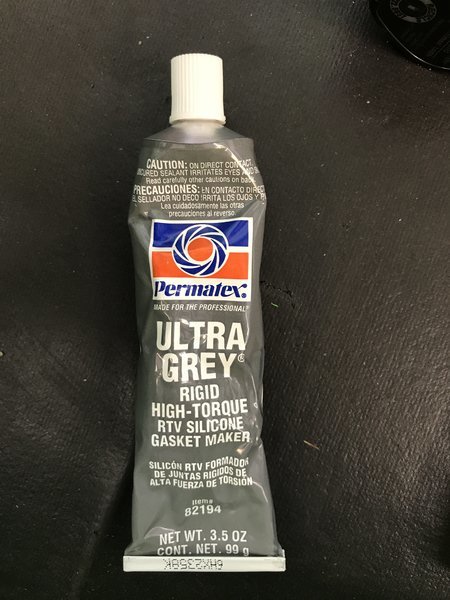 CAUTION: ON DIRECT CONTACT
UNCURED SEALANT IRRITATES EYES AND
Read carefully other cautions on back.
PRECAUCIONES: EN CONTACTO
EL SELLADOR NO DECO IRRITA LOS OJOS Y
Lea cuidadosamente las otras
precauciones al reverso.
Permatex®
MADE FOR THE PROFESSIONAL
ULTRA
GREY®
RIGID
HIGH-TORQUE
RTV SILICONE
GASKET MAKER
SILICÓN RTV FORMADOR
DE JUNTAS RIGIDOS DE
ALTA FUERZA DE TORSIÓN
Item#
82194
NET WT. 3.5 OZ
CONT. NET. 99 g